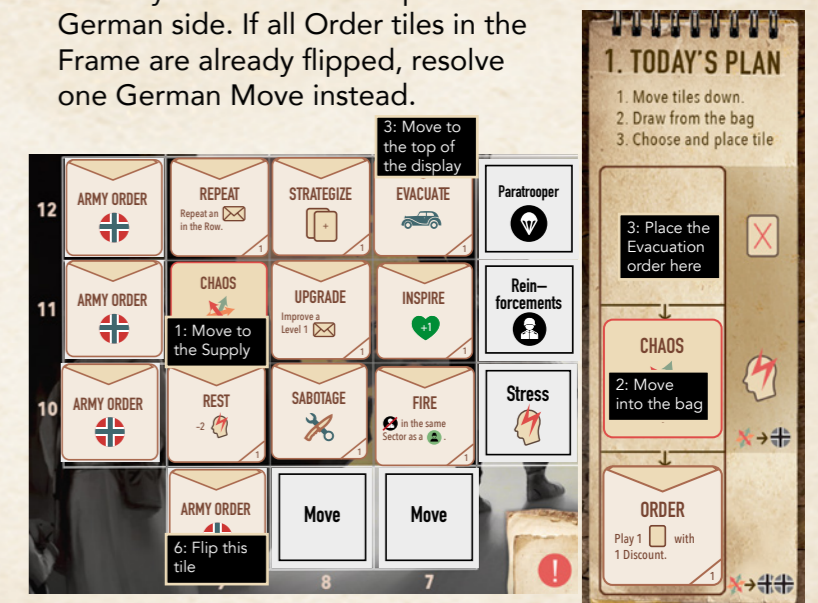 German side. If all Order tiles in the
Frame are already flipped, resolve
one German Move instead.
3: Move to
the top of
the display
12
ARMY ORDER
REPEAT
Repeat an
in the Row.
1
STRATEGIZE
+
1
EVACUATE
1
Paratrooper
11
ARMY ORDER
CHAOS
1: Move to
the Supply
UPGRADE
Improve a
Level 1
1
INSPIRE
+1
1
Rein–
forcements
10
ARMY ORDER
REST
-2
1
SABOTAGE
1
FIRE
in the same
Sector as a .
1
Stress
ARMY ORDER
6: Flip this
tile
Move
Move
8
7
!
1. TODAY'S PLAN
1. Move tiles down.
2. Draw from the bag
3. Choose and place tile
3: Place the
Evacuation
order here
CHAOS
2: Move
into the bag
ORDER
Play 1 with
1 Discount.
1